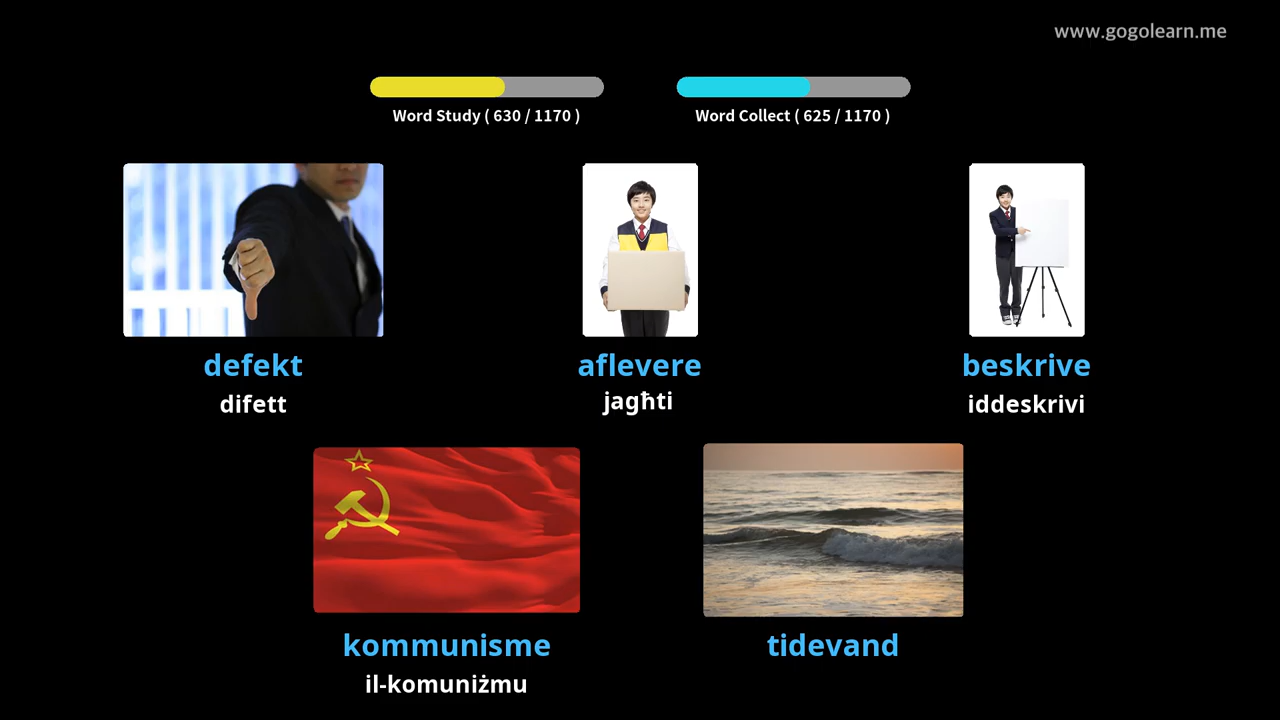 www.gogolearn.me
Word Study ( 630 / 1170 )
Word Collect ( 625 / 1170 )
defekt
difett
aflevere
jagħti
beskrive
iddeskrivi
kommunisme
il-komuniżmu
tidevand